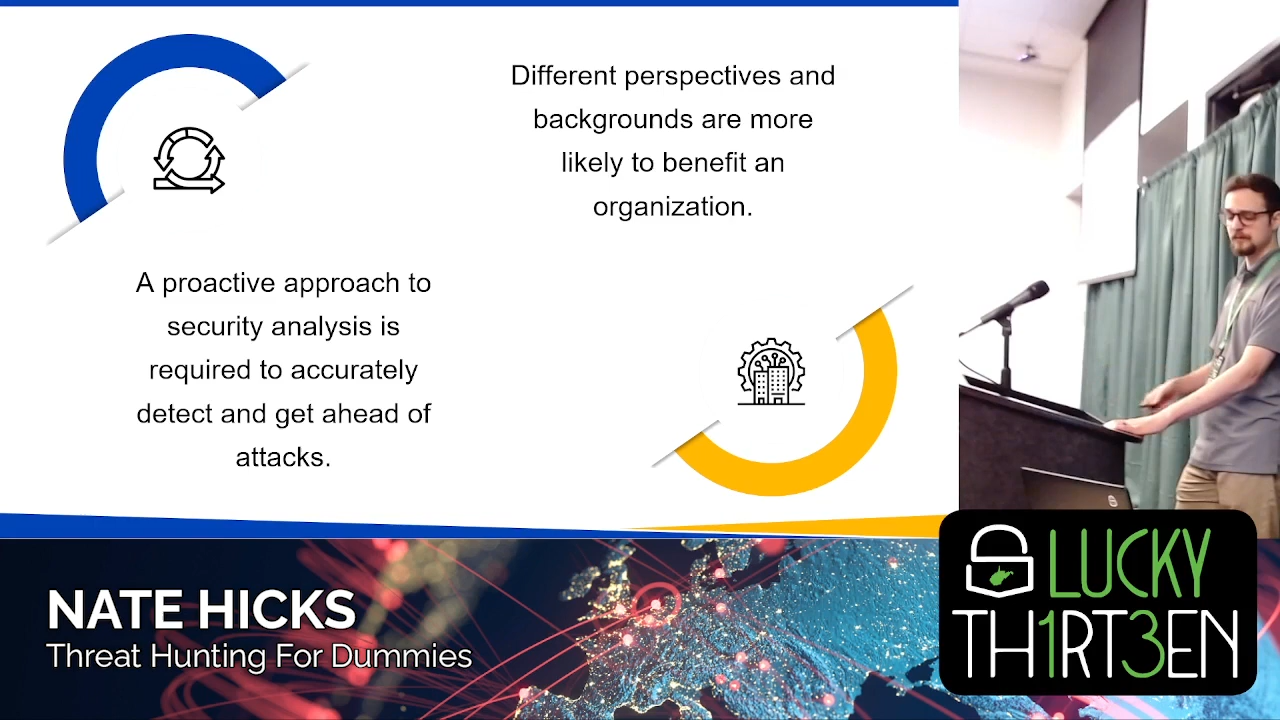 Different perspectives and
backgrounds are more
likely to benefit an
organization.
A proactive approach to
security analysis is
required to accurately
detect and get ahead of
attacks.
NATE HICKS
Threat Hunting For Dummies
LUCKY
TH1RT3EN